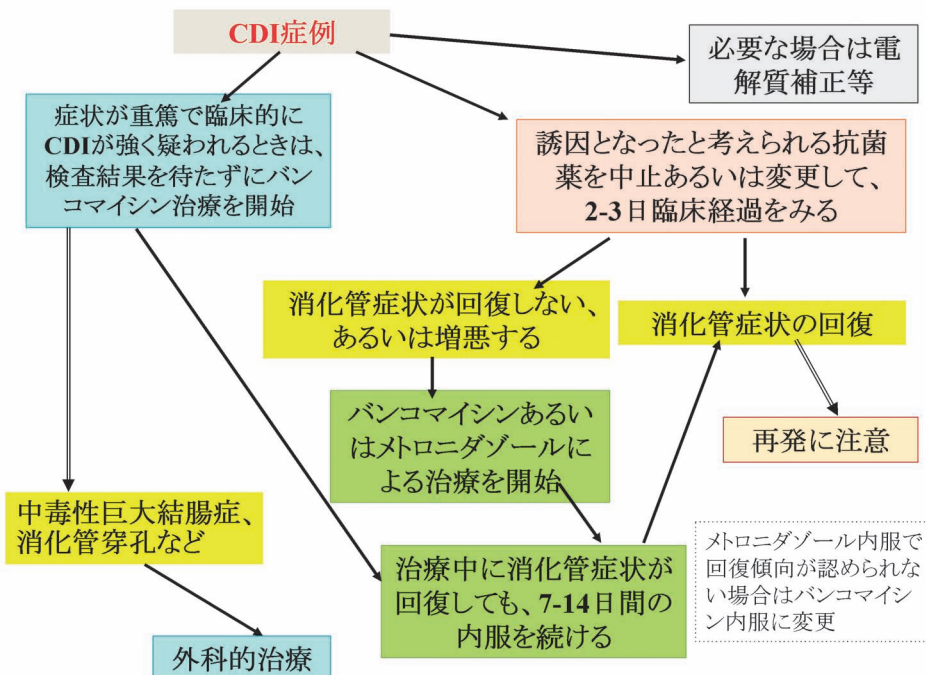 CDI症例
必要な場合は電
解質補正等
症状が重篤で臨床的に
CDIが強く疑われるときは、
検査結果を待たずにバン
コマイシン治療を開始
誘因となったと考えられる抗菌
薬を中止あるいは変更して、
2-3日臨床経過をみる
消化管症状が回復しない、
あるいは増悪する
消化管症状の回復
バンコマイシンあるい
はメトロニダゾールに
よる治療を開始
再発に注意
中毒性巨大結腸症、
消化管穿孔など
治療中に消化管症状が
回復しても、7-14日間の
内服を続ける
メトロニダゾール内服で
回復傾向が認められな
い場合はバンコマイシ
ン内服に変更
外科的治療